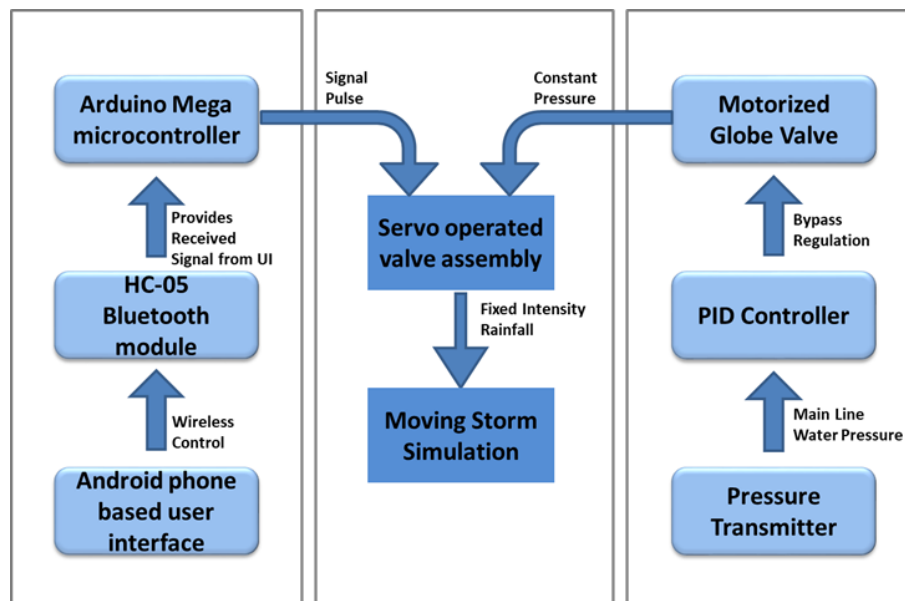 Arduino Mega
microcontroller
Provides
Received
Signal from UI
HC-05
Bluetooth
module
Wireless
Control
Android phone
based user
interface
Signal
Pulse
Constant
Pressure
Servo operated
valve assembly
Fixed Intensity
Rainfall
Moving Storm
Simulation
Motorized
Globe Valve
Bypass
Regulation
PID Controller
Main Line
Water Pressure
Pressure
Transmitter